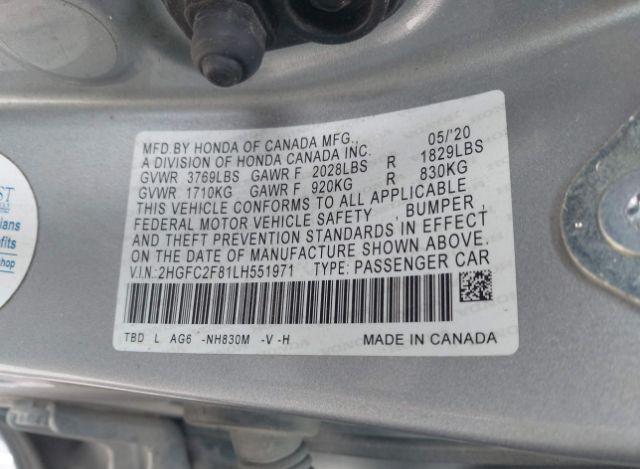 MFD.BY HONDA OF CANADA MFG., 05/'20
A DIVISION OF HONDA CANADA INC.
GVWR 3769LBS GAWR F 2028LBS R 1829LBS
GVWR 1710KG GAWR F 920KG R 830KG
THIS VEHICLE CONFORMS TO ALL APPLICABLE
FEDERAL MOTOR VEHICLE SAFETY, BUMPER,
AND THEFT PREVENTION STANDARDS IN EFFECT
ON THE DATE OF MANUFACTURE SHOWN ABOVE.
V.I.N.:2HGFC2F81LH551971 TYPE: PASSENGER CAR
TBD L AG6 -NH830M -V -H MADE IN CANADA